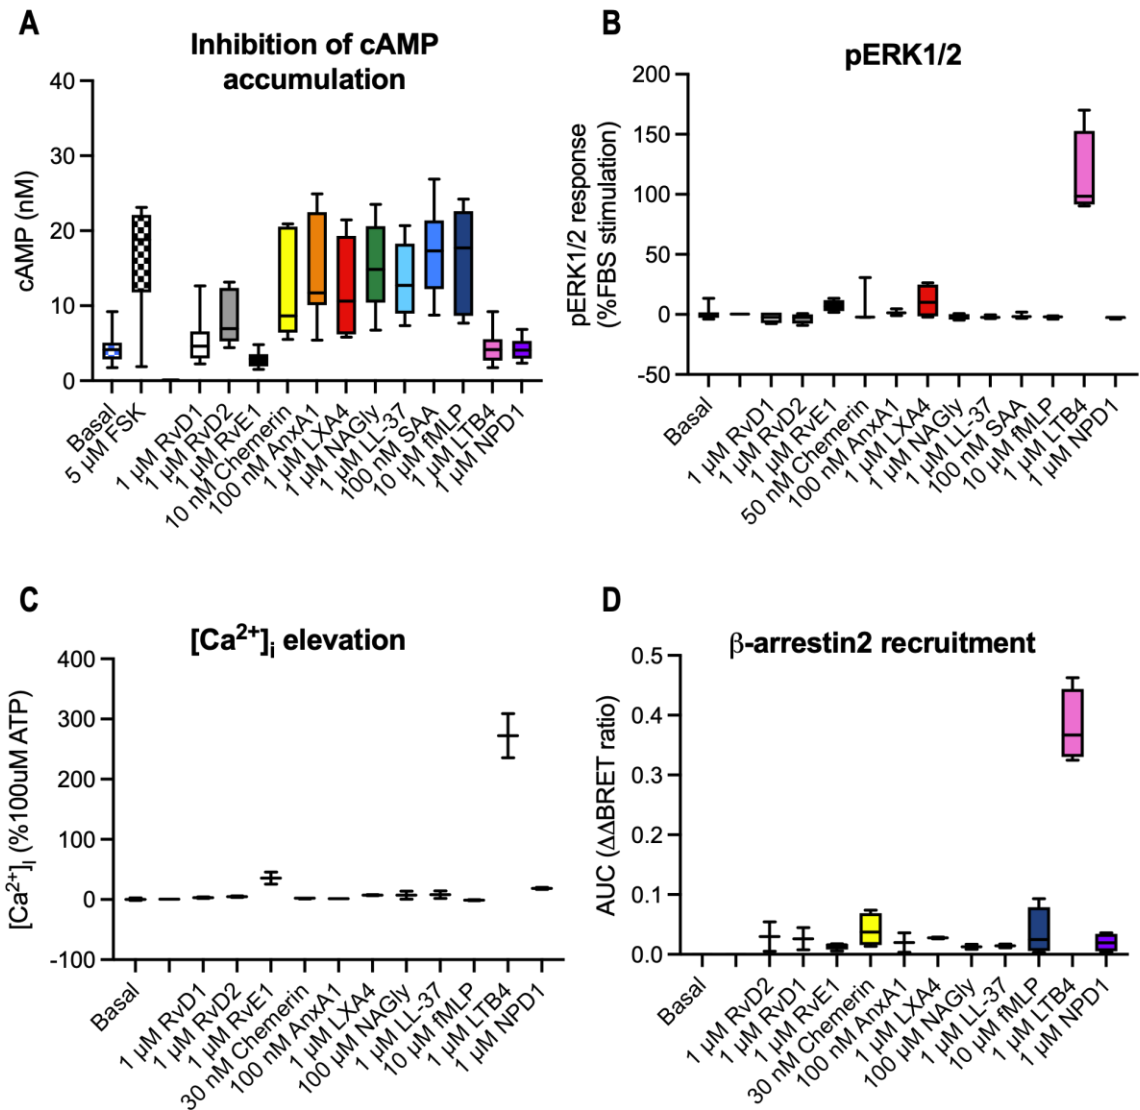 A
Inhibition of cAMP
accumulation
cAMP (nM)
40
30
20
10
0
Basal
5 µM FSK
1 µM RvD1
1 µM RvD2
1 µM RvE1
10 nM Chemerin
100 nM AnxA1
1 µM LXA4
1 µM NAGly
1 µM LL-37
100 nM SAA
10 µM fMLP
1 µM LTB4
1 µM NPD1
B
pERK1/2
pERK1/2 response
(%FBS stimulation)
200
150
100
50
0
-50
Basal
1 µM RvD1
1 µM RvD2
1 µM RvE1
50 nM Chemerin
100 nM AnxA1
1 µM LXA4
1 µM NAGly
1 µM LL-37
100 nM SAA
10 µM fMLP
1 µM LTB4
1 µM NPD1
C
[Ca2+]i elevation
[Ca2+]i (%100uM ATP)
400
300
200
100
0
-100
Basal
1 µM RvD1
1 µM RvD2
1 µM RvE1
30 nM Chemerin
100 nM AnxA1
1 µM LXA4
100 µM NAGly
1 µM LL-37
10 µM fMLP
1 µM LTB4
1 µM NPD1
D
β-arrestin2 recruitment
AUC (ΔΔBRET ratio)
0.5
0.4
0.3
0.2
0.1
0.0
Basal
1 µM RvD2
1 µM RvD1
1 µM RvE1
30 nM Chemerin
100 nM AnxA1
1 µM LXA4
100 µM NAGly
1 µM LL-37
10 µM fMLP
1 µM LTB4
1 µM NPD1